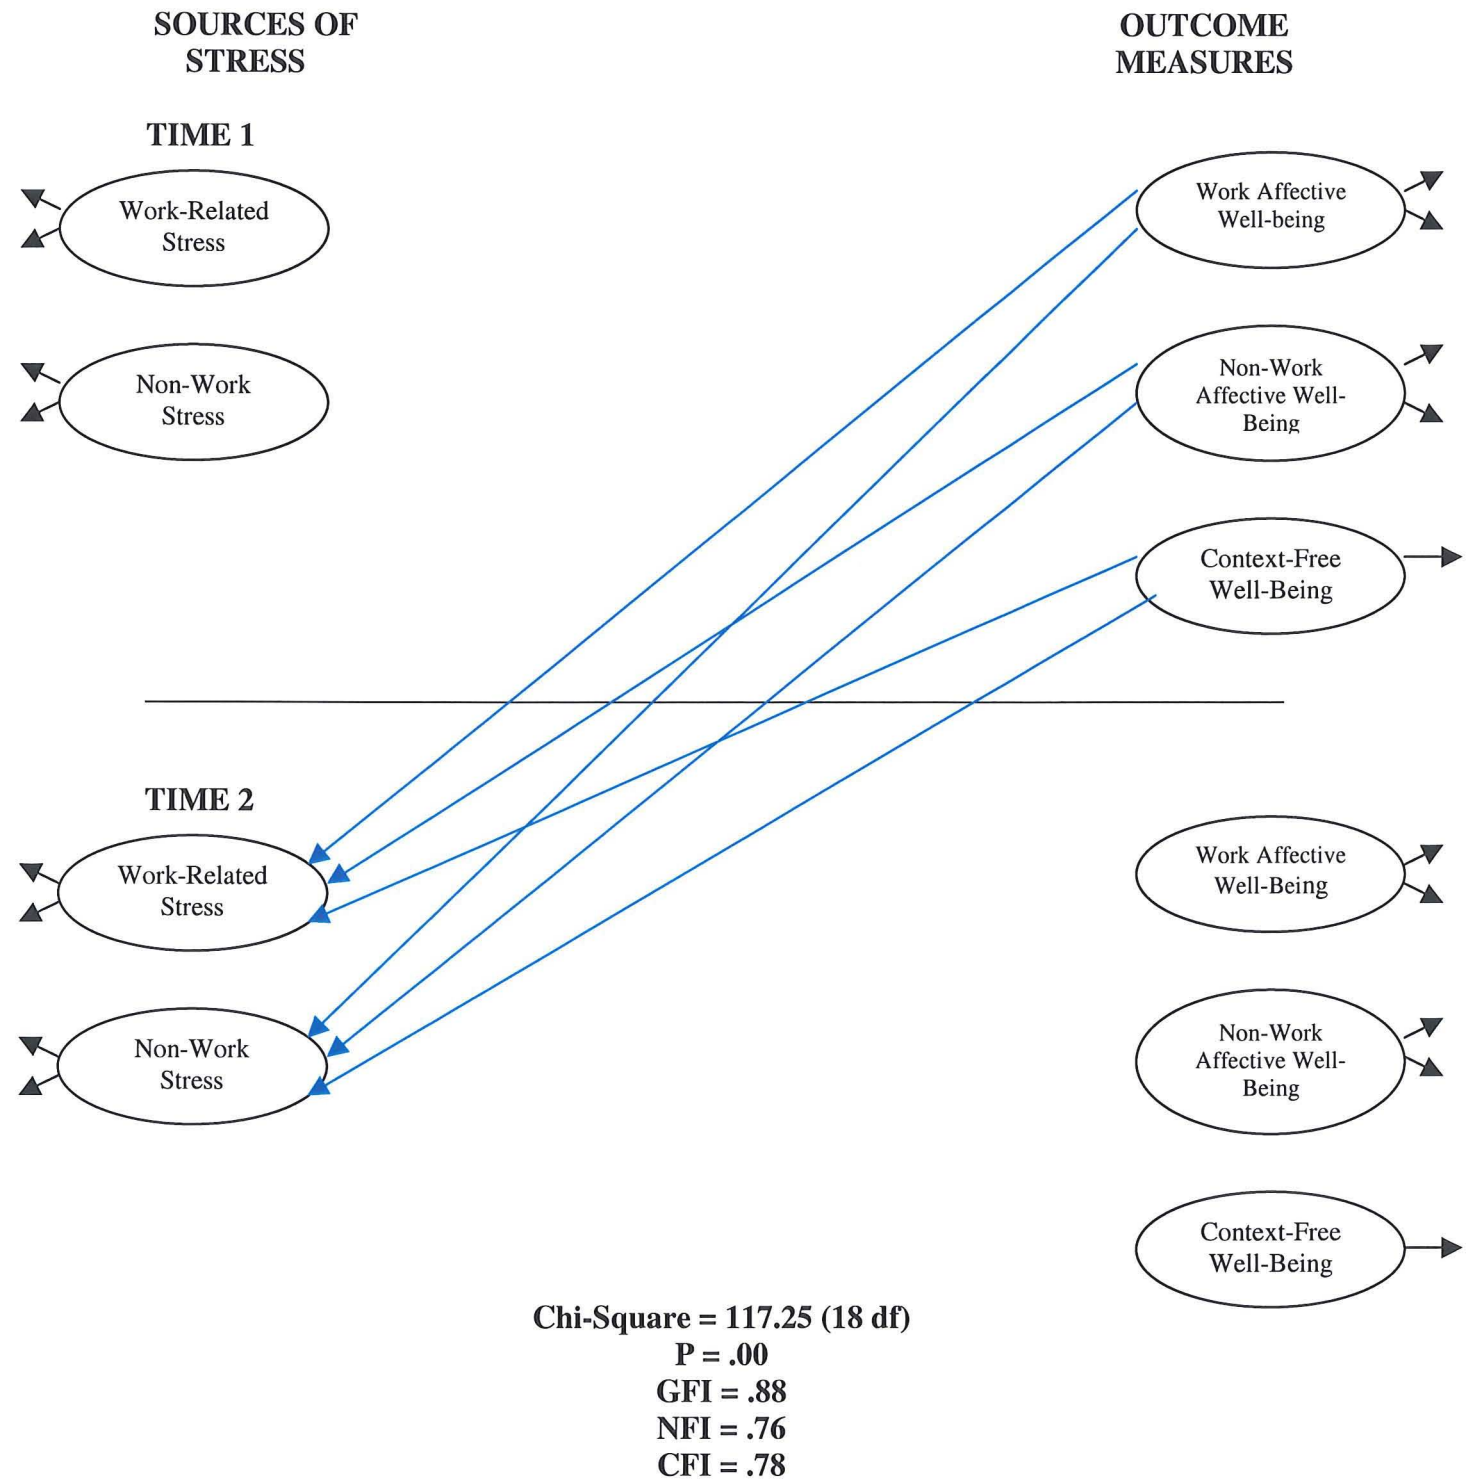 SOURCES OF
STRESS
OUTCOME
MEASURES
TIME 1
Work-Related
Stress
Non-Work
Stress
Work Affective
Well-being
Non-Work
Affective Well-
Being
Context-Free
Well-Being
TIME 2
Work-Related
Stress
Non-Work
Stress
Work Affective
Well-Being
Non-Work
Affective Well-
Being
Context-Free
Well-Being
Chi-Square = 117.25 (18 df)
P = .00
GFI = .88
NFI = .76
CFI = .78